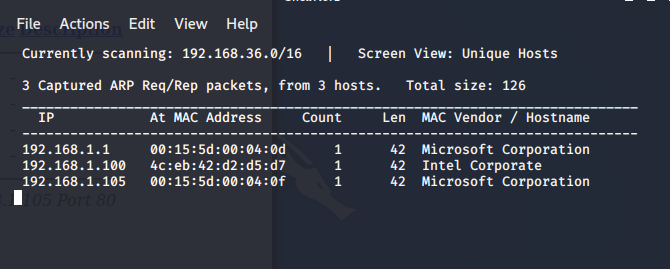 File Actions Edit View Help
Currently scanning: 192.168.36.0/16 | Screen View: Unique Hosts
3 Captured ARP Req/Rep packets, from 3 hosts. Total size: 126
IP At MAC Address Count Len MAC Vendor / Hostname
192.168.1.1 00:15:5d:00:04:0d 1 42 Microsoft Corporation
192.168.1.100 4c:eb:42:d2:d5:d7 1 42 Intel Corporate
192.168.1.105 00:15:5d:00:04:0f 1 42 Microsoft Corporation
105 Port 80